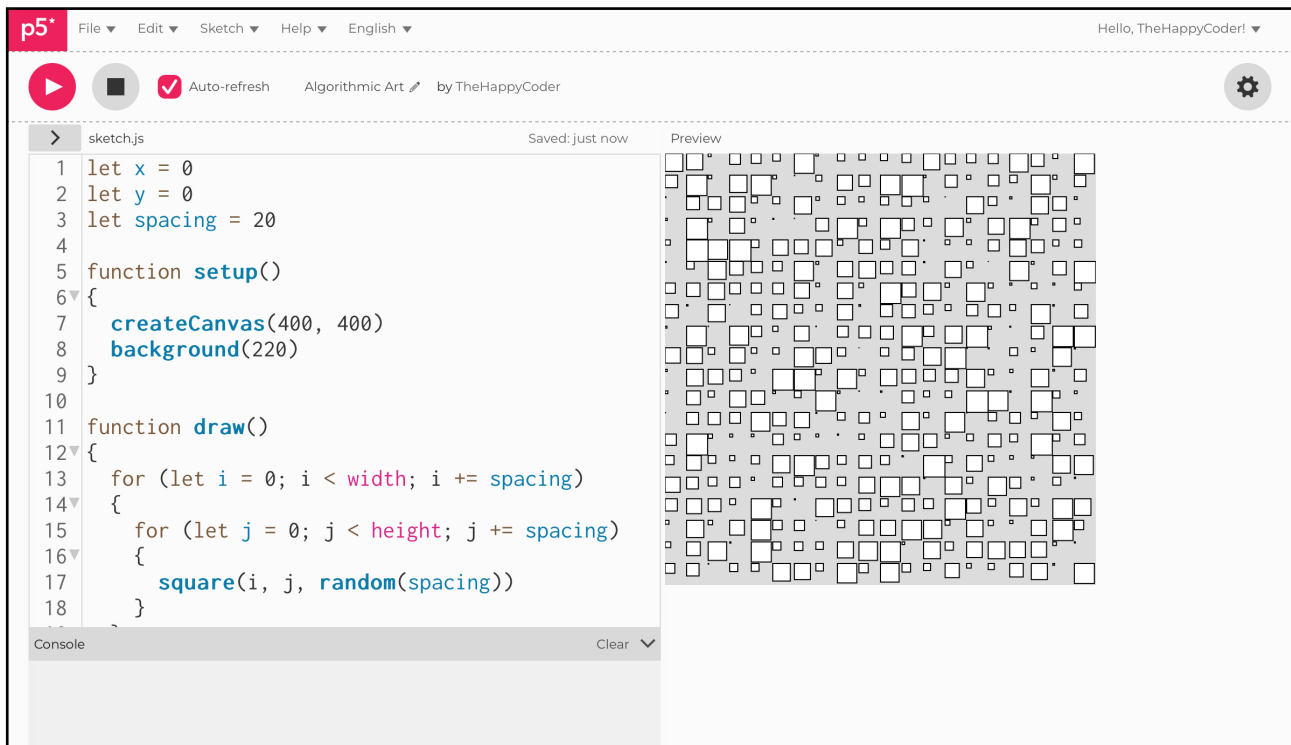 p5* File Edit Sketch Help English Hello, TheHappyCoder!
Auto-refresh Algorithmic Art by TheHappyCoder
sketch.js Saved: just now Preview
1 let x = 0
2 let y = 0
3 let spacing = 20
4
5 function setup()
6 {
7 createCanvas(400, 400)
8 background(220)
9 }
10
11 function draw()
12 {
13 for (let i = 0; i < width; i += spacing)
14 {
15 for (let j = 0; j < height; j += spacing)
16 {
17 square(i, j, random(spacing))
18 }
Console Clear